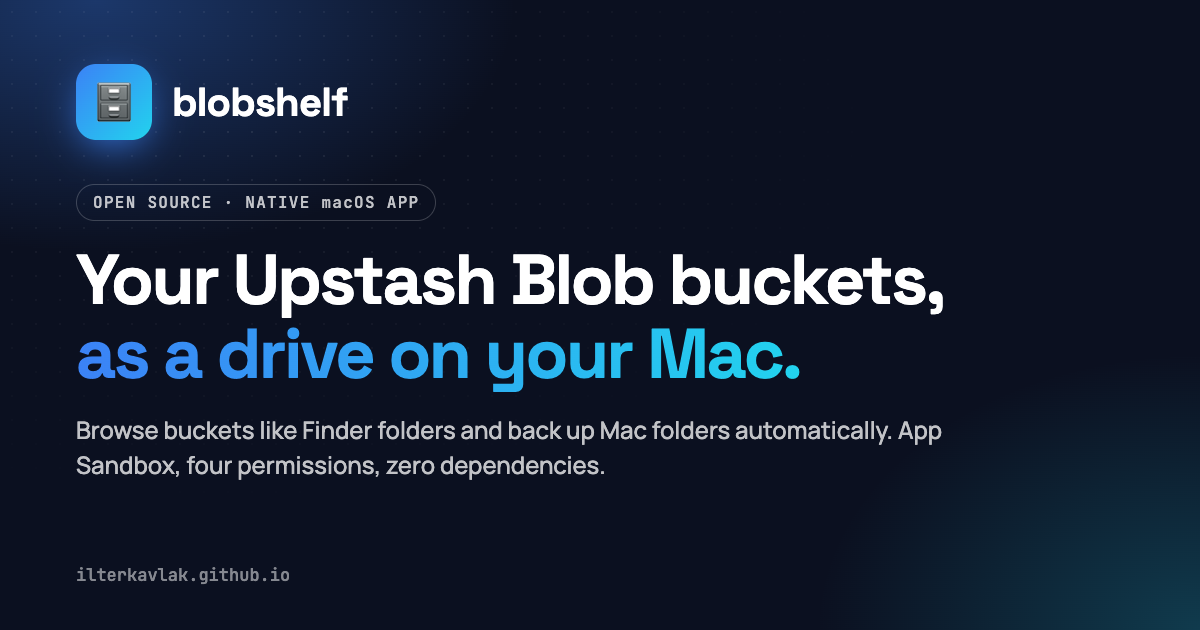 blobshelf
OPEN SOURCE · NATIVE macOS APP
Your Upstash Blob buckets,
as a drive on your Mac.
Browse buckets like Finder folders and back up Mac folders automatically. App
Sandbox, four permissions, zero dependencies.
ilterkavlak.github.io